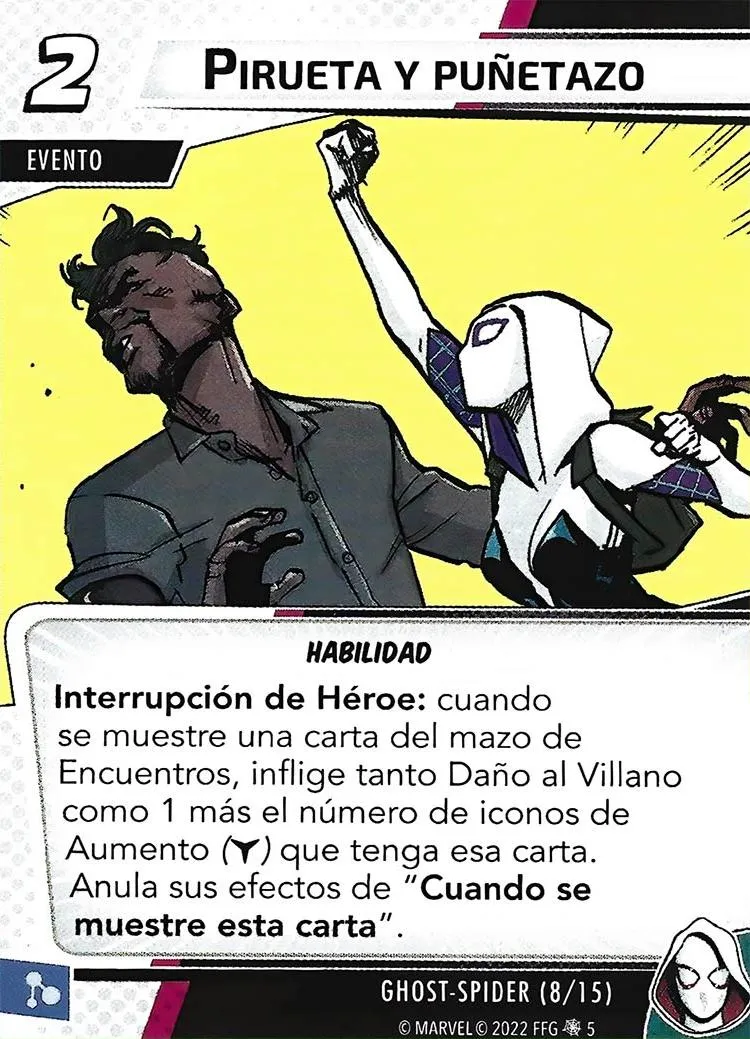 2
PIRUETA Y PUÑETAZO
EVENTO
HABILIDAD
Interrupción de Héroe: cuando
se muestre una carta del mazo de
Encuentros, inflige tanto Daño al Villano
como 1 más el número de iconos de
Aumento () que tenga esa carta.
Anula sus efectos de “Cuando se
muestre esta carta”.
GHOST-SPIDER (8/15)
© MARVEL © 2022 FFG 5